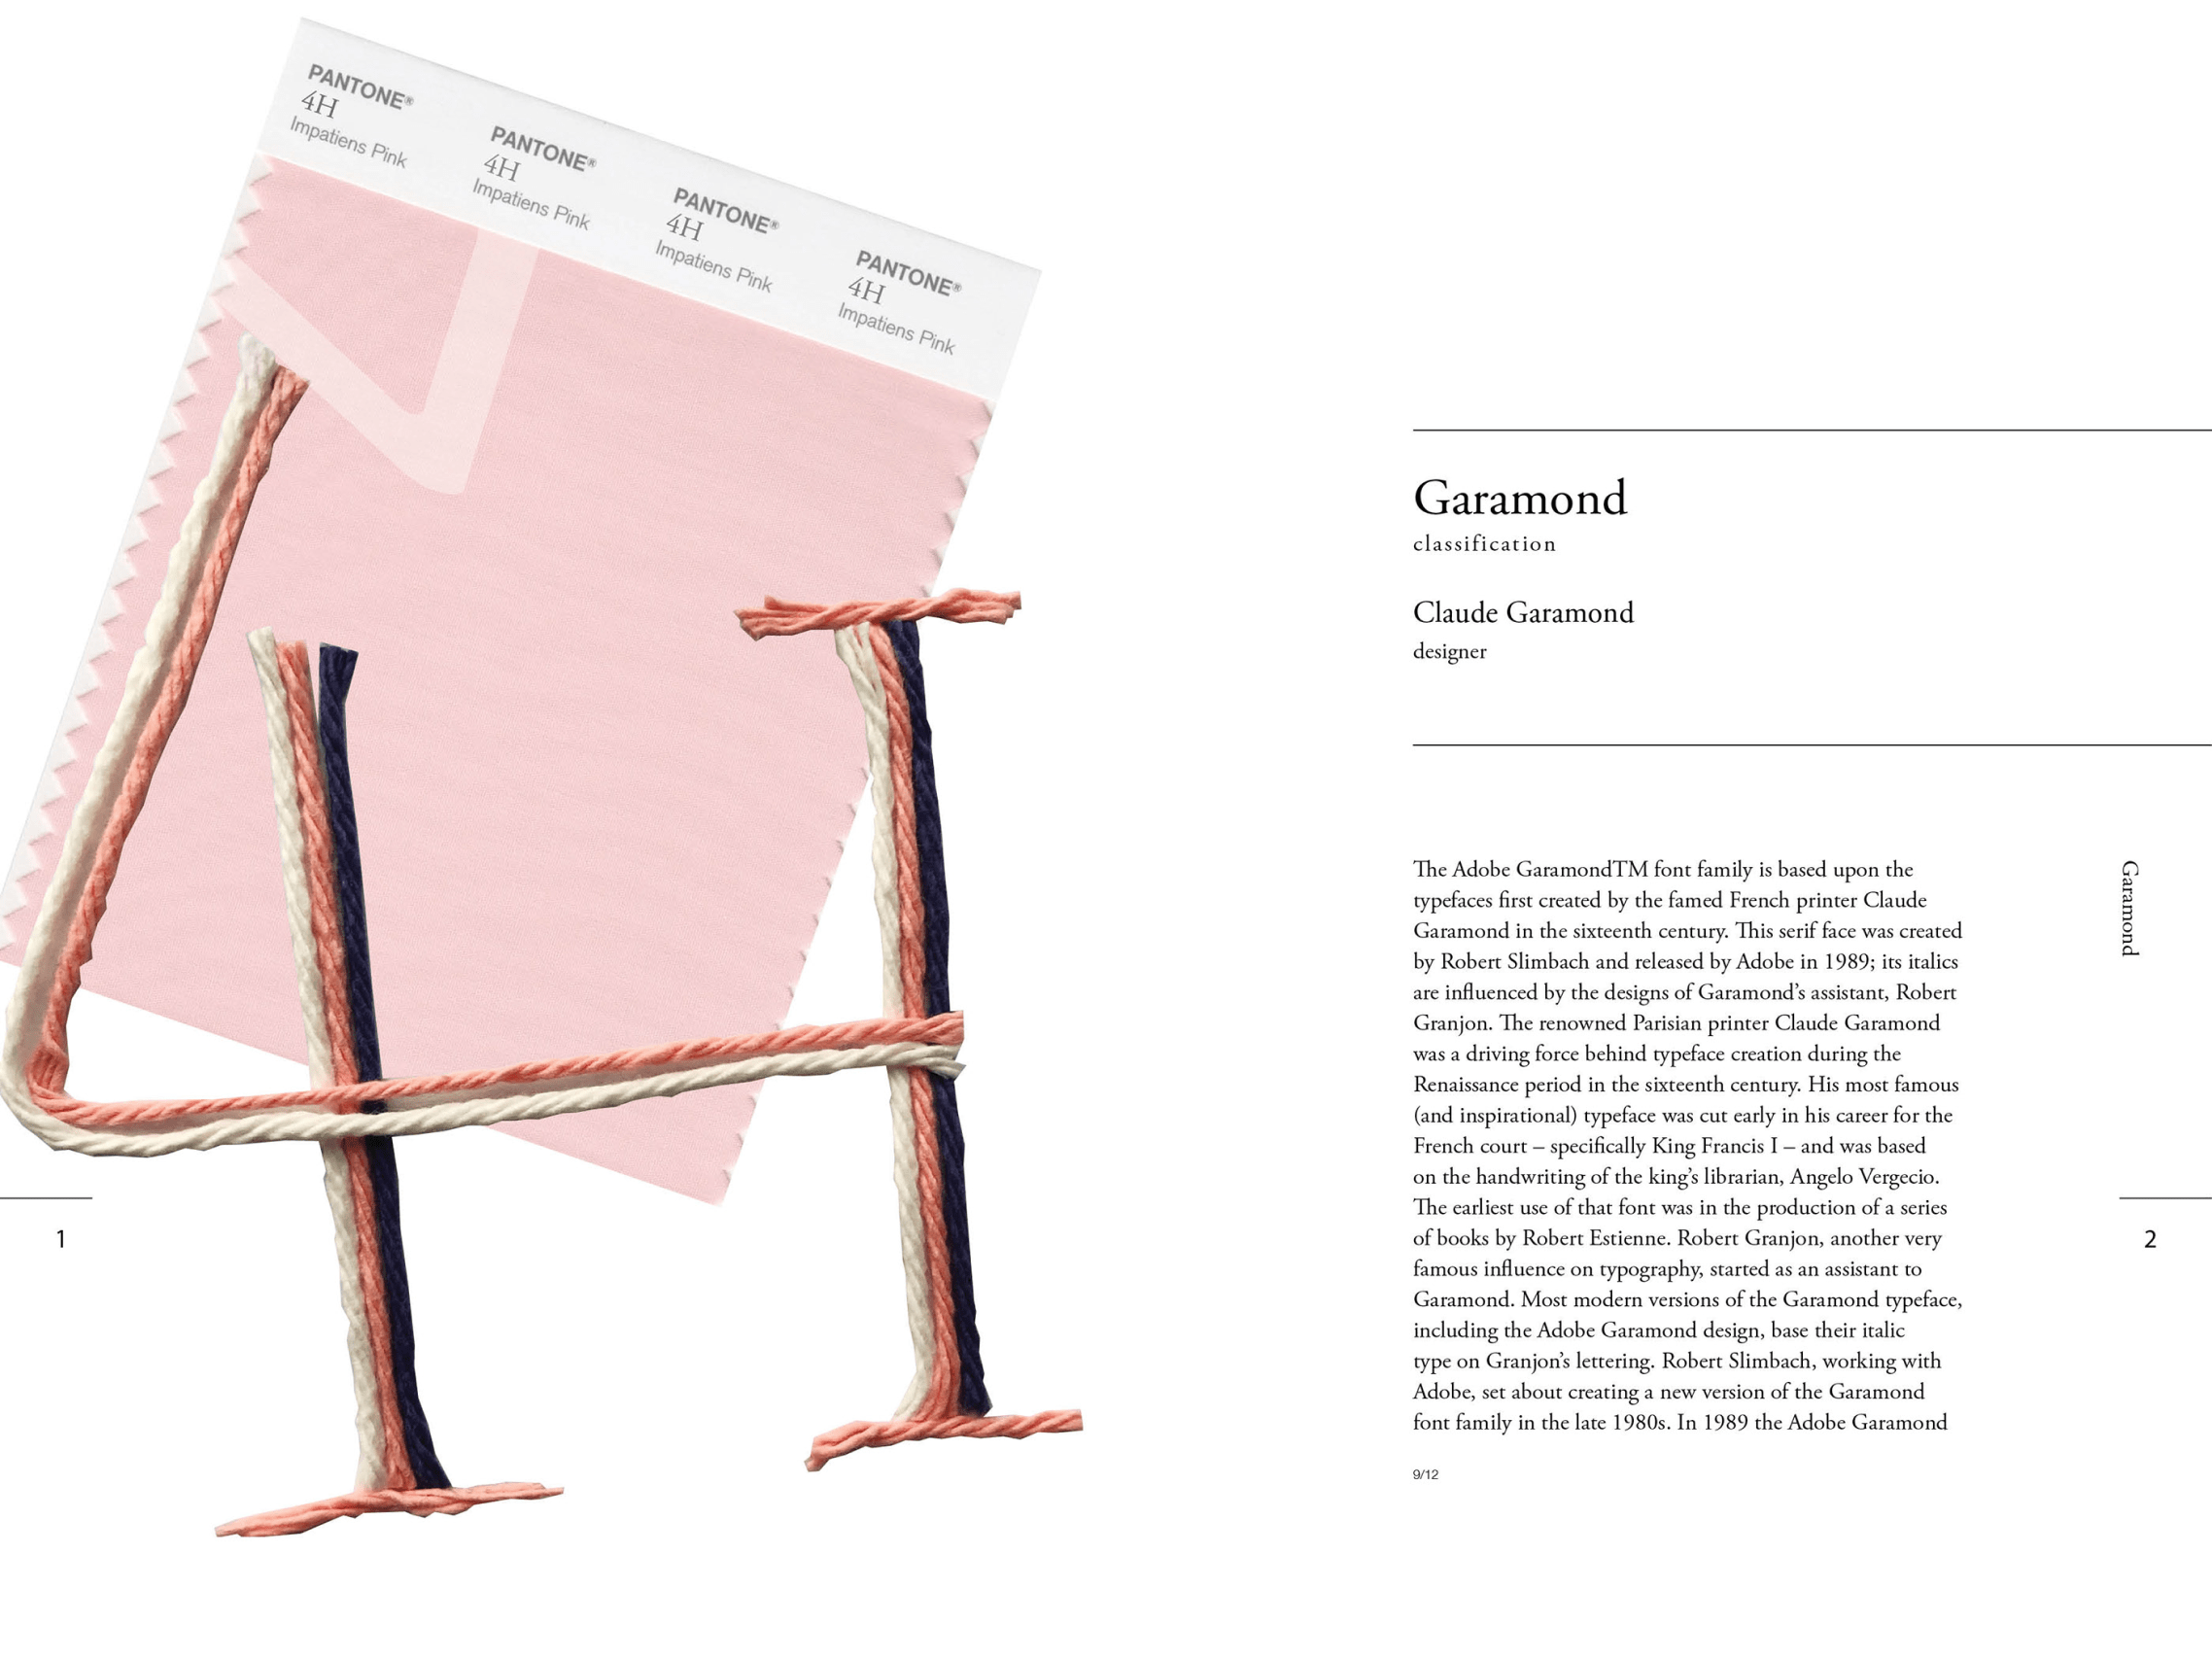 PANTONE®
4H
Impatiens Pink
PANTONE®
4H
Impatiens Pink
PANTONE®
4H
Impatiens Pink
PANTONE®
4H
Impatiens Pink
1
Garamond
classification
Claude Garamond
designer
The Adobe GaramondTM font family is based upon the
typefaces first created by the famed French printer Claude
Garamond in the sixteenth century. This serif face was created
by Robert Slimbach and released by Adobe in 1989; its italics
are influenced by the designs of Garamond’s assistant, Robert
Granjon. The renowned Parisian printer Claude Garamond
was a driving force behind typeface creation during the
Renaissance period in the sixteenth century. His most famous
(and inspirational) typeface was cut early in his career for the
French court – specifically King Francis I – and was based
on the handwriting of the king’s librarian, Angelo Vergecio.
The earliest use of that font was in the production of a series
of books by Robert Estienne. Robert Granjon, another very
famous influence on typography, started as an assistant to
Garamond. Most modern versions of the Garamond typeface,
including the Adobe Garamond design, base their italic
type on Granjon’s lettering. Robert Slimbach, working with
Adobe, set about creating a new version of the Garamond
font family in the late 1980s. In 1989 the Adobe Garamond
9/12
Garamond
2